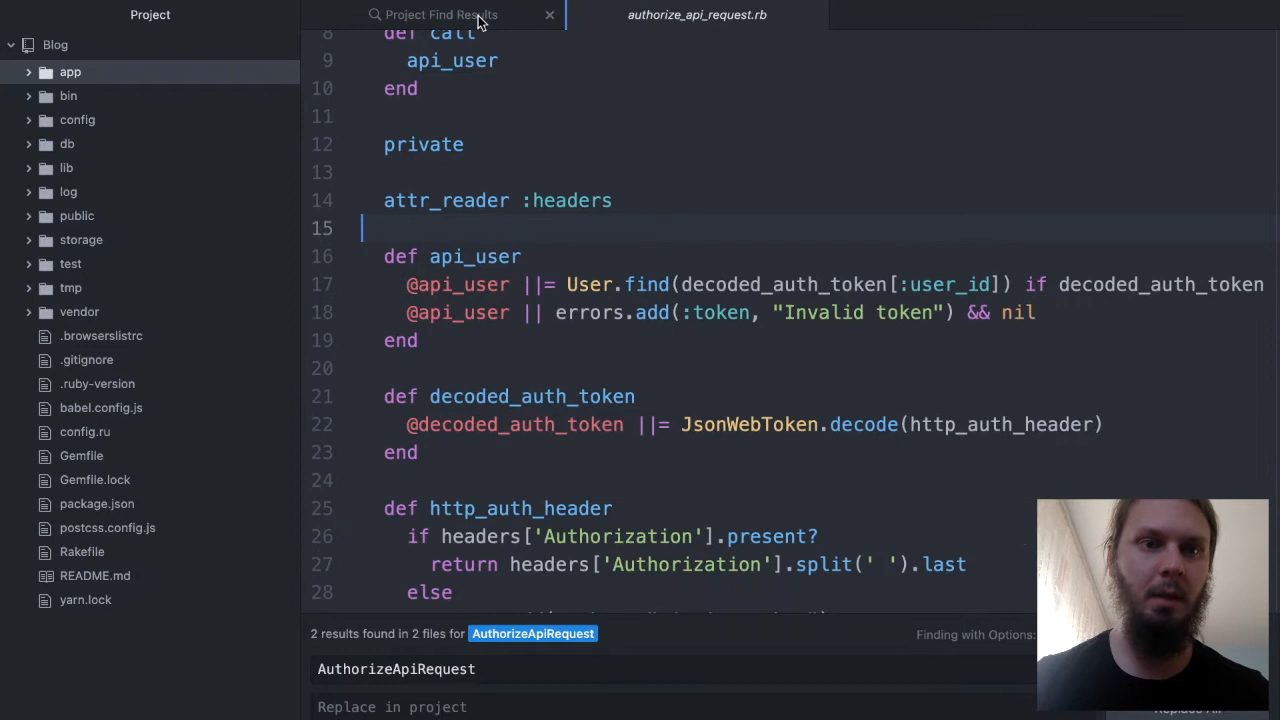 Project
Project Find Results
authorize_api_request.rb
Blog
app
bin
config
db
lib
log
public
storage
test
tmp
vendor
.browserslistrc
.gitignore
.ruby-version
babel.config.js
config.ru
Gemfile
Gemfile.lock
package.json
postcss.config.js
Rakefile
README.md
yarn.lock
8 def call
9 api_user
10 end
11
12 private
13
14 attr_reader :headers
15
16 def api_user
17 @api_user ||= User.find(decoded_auth_token[:user_id]) if decoded_auth_token
18 @api_user || errors.add(:token, "Invalid token") && nil
19 end
20
21 def decoded_auth_token
22 @decoded_auth_token ||= JsonWebToken.decode(http_auth_header)
23 end
24
25 def http_auth_header
26 if headers['Authorization'].present?
27 return headers['Authorization'].split(' ').last
28 else
2 results found in 2 files for AuthorizeApiRequest
Finding with Options:
AuthorizeApiRequest
Replace in project